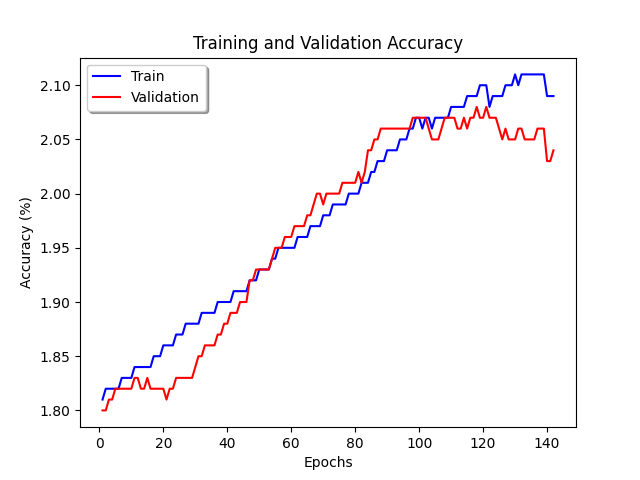 Training and Validation Accuracy
Train
Validation
Accuracy (%)
2.10
2.05
2.00
1.95
1.90
1.85
1.80
0 20 40 60 80 100 120 140
Epochs